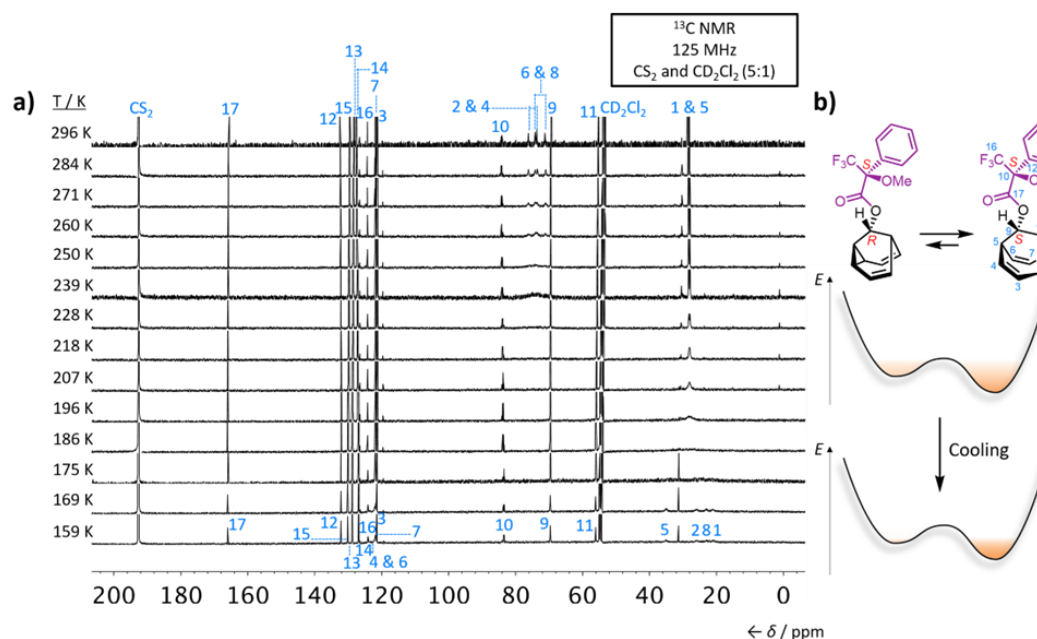 ¹³C NMR
125 MHz
CS₂ and CD₂Cl₂ (5:1)
a)
T / K
CS₂
17
12
15
13
14
16
7
3
10
2 & 4
6 & 8
9
11
CD₂Cl₂
1 & 5
296 K
284 K
271 K
260 K
250 K
239 K
228 K
218 K
207 K
196 K
186 K
175 K
169 K
159 K
17
15
12
13
14
16
4 & 6
3
7
10
9
11
5
2
8
1
200 160 120 80 60 40 20 0
← δ / ppm
b)
F₃C
S
OMe
O
O
H
R
16
F₃C
S
12
10
O
17
O
H
9
S
5
6
7
4
3
E
Cooling
E